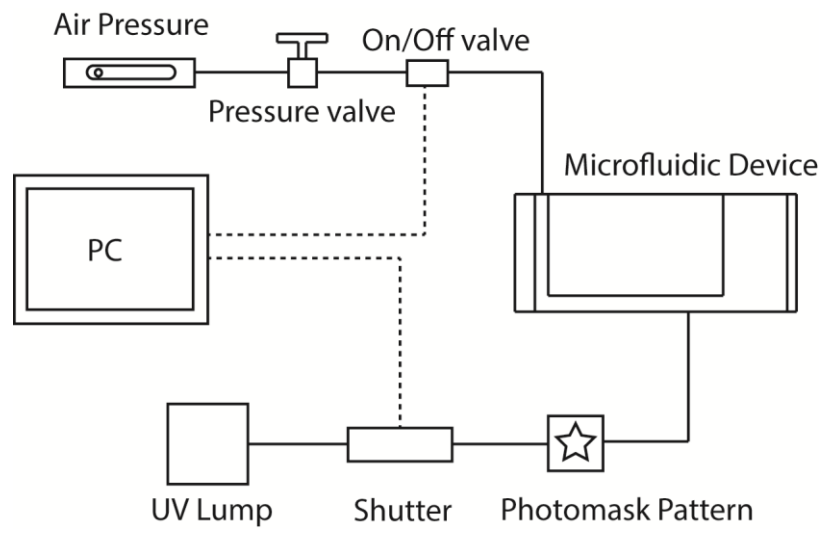 Air Pressure
On/Off valve
Pressure valve
Microfluidic Device
PC
UV Lump
Shutter
Photomask Pattern